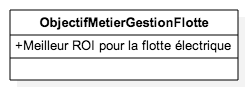 ObjectifMetierGestionFlotte
+Meilleur ROI pour la flotte électrique